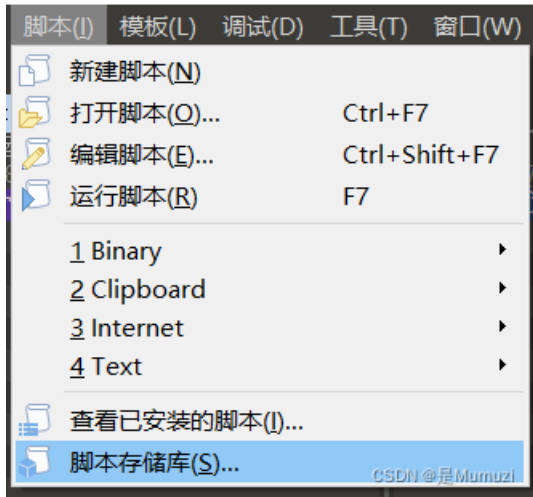 脚本(I) 模板(L) 调试(D) 工具(T) 窗口(W)
新建脚本(N)
打开脚本(O)... Ctrl+F7
编辑脚本(E)... Ctrl+Shift+F7
运行脚本(R) F7
1 Binary
2 Clipboard
3 Internet
4 Text
查看已安装的脚本(I)...
脚本存储库(S)...
CSDN @是Mumuzi